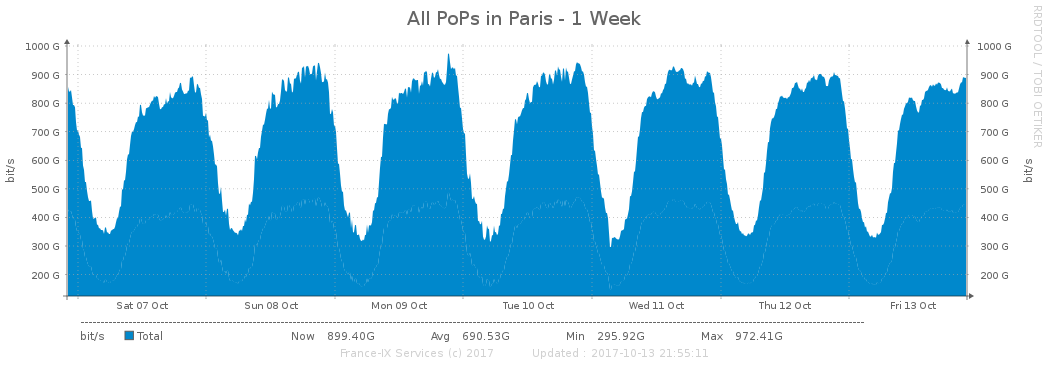 All PoPs in Paris - 1 Week
RRDTOOL / TOBI OETIKER
1000 G 1000 G
900 G 900 G
800 G 800 G
700 G 700 G
600 G 600 G
500 G 500 G
400 G 400 G
300 G 300 G
200 G 200 G
bit/s bit/s
Sat 07 Oct Sun 08 Oct Mon 09 Oct Tue 10 Oct Wed 11 Oct Thu 12 Oct Fri 13 Oct
bit/s Total Now 899.40G Avg 690.53G Min 295.92G Max 972.41G
France-IX Services (c) 2017 Updated : 2017-10-13 21:55:11